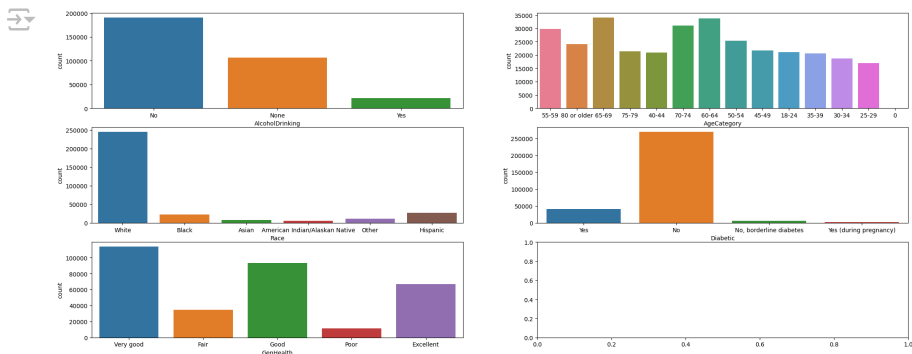 200000
150000
100000
50000
0
count
No None Yes
AlcoholDrinking
35000
30000
25000
20000
15000
10000
5000
0
count
55-59 80 or older 65-69 75-79 40-44 70-74 60-64 50-54 45-49 18-24 35-39 30-34 25-29 0
AgeCategory
250000
200000
150000
100000
50000
0
count
White Black Asian American Indian/Alaskan Native Other Hispanic
Race
250000
200000
150000
100000
50000
0
count
Yes No No, borderline diabetes Yes (during pregnancy)
Diabetic
100000
80000
60000
40000
20000
0
count
Very good Fair Good Poor Excellent
GenHealth
1.0
0.8
0.6
0.4
0.2
0.0
0.0 0.2 0.4 0.6 0.8 1.0